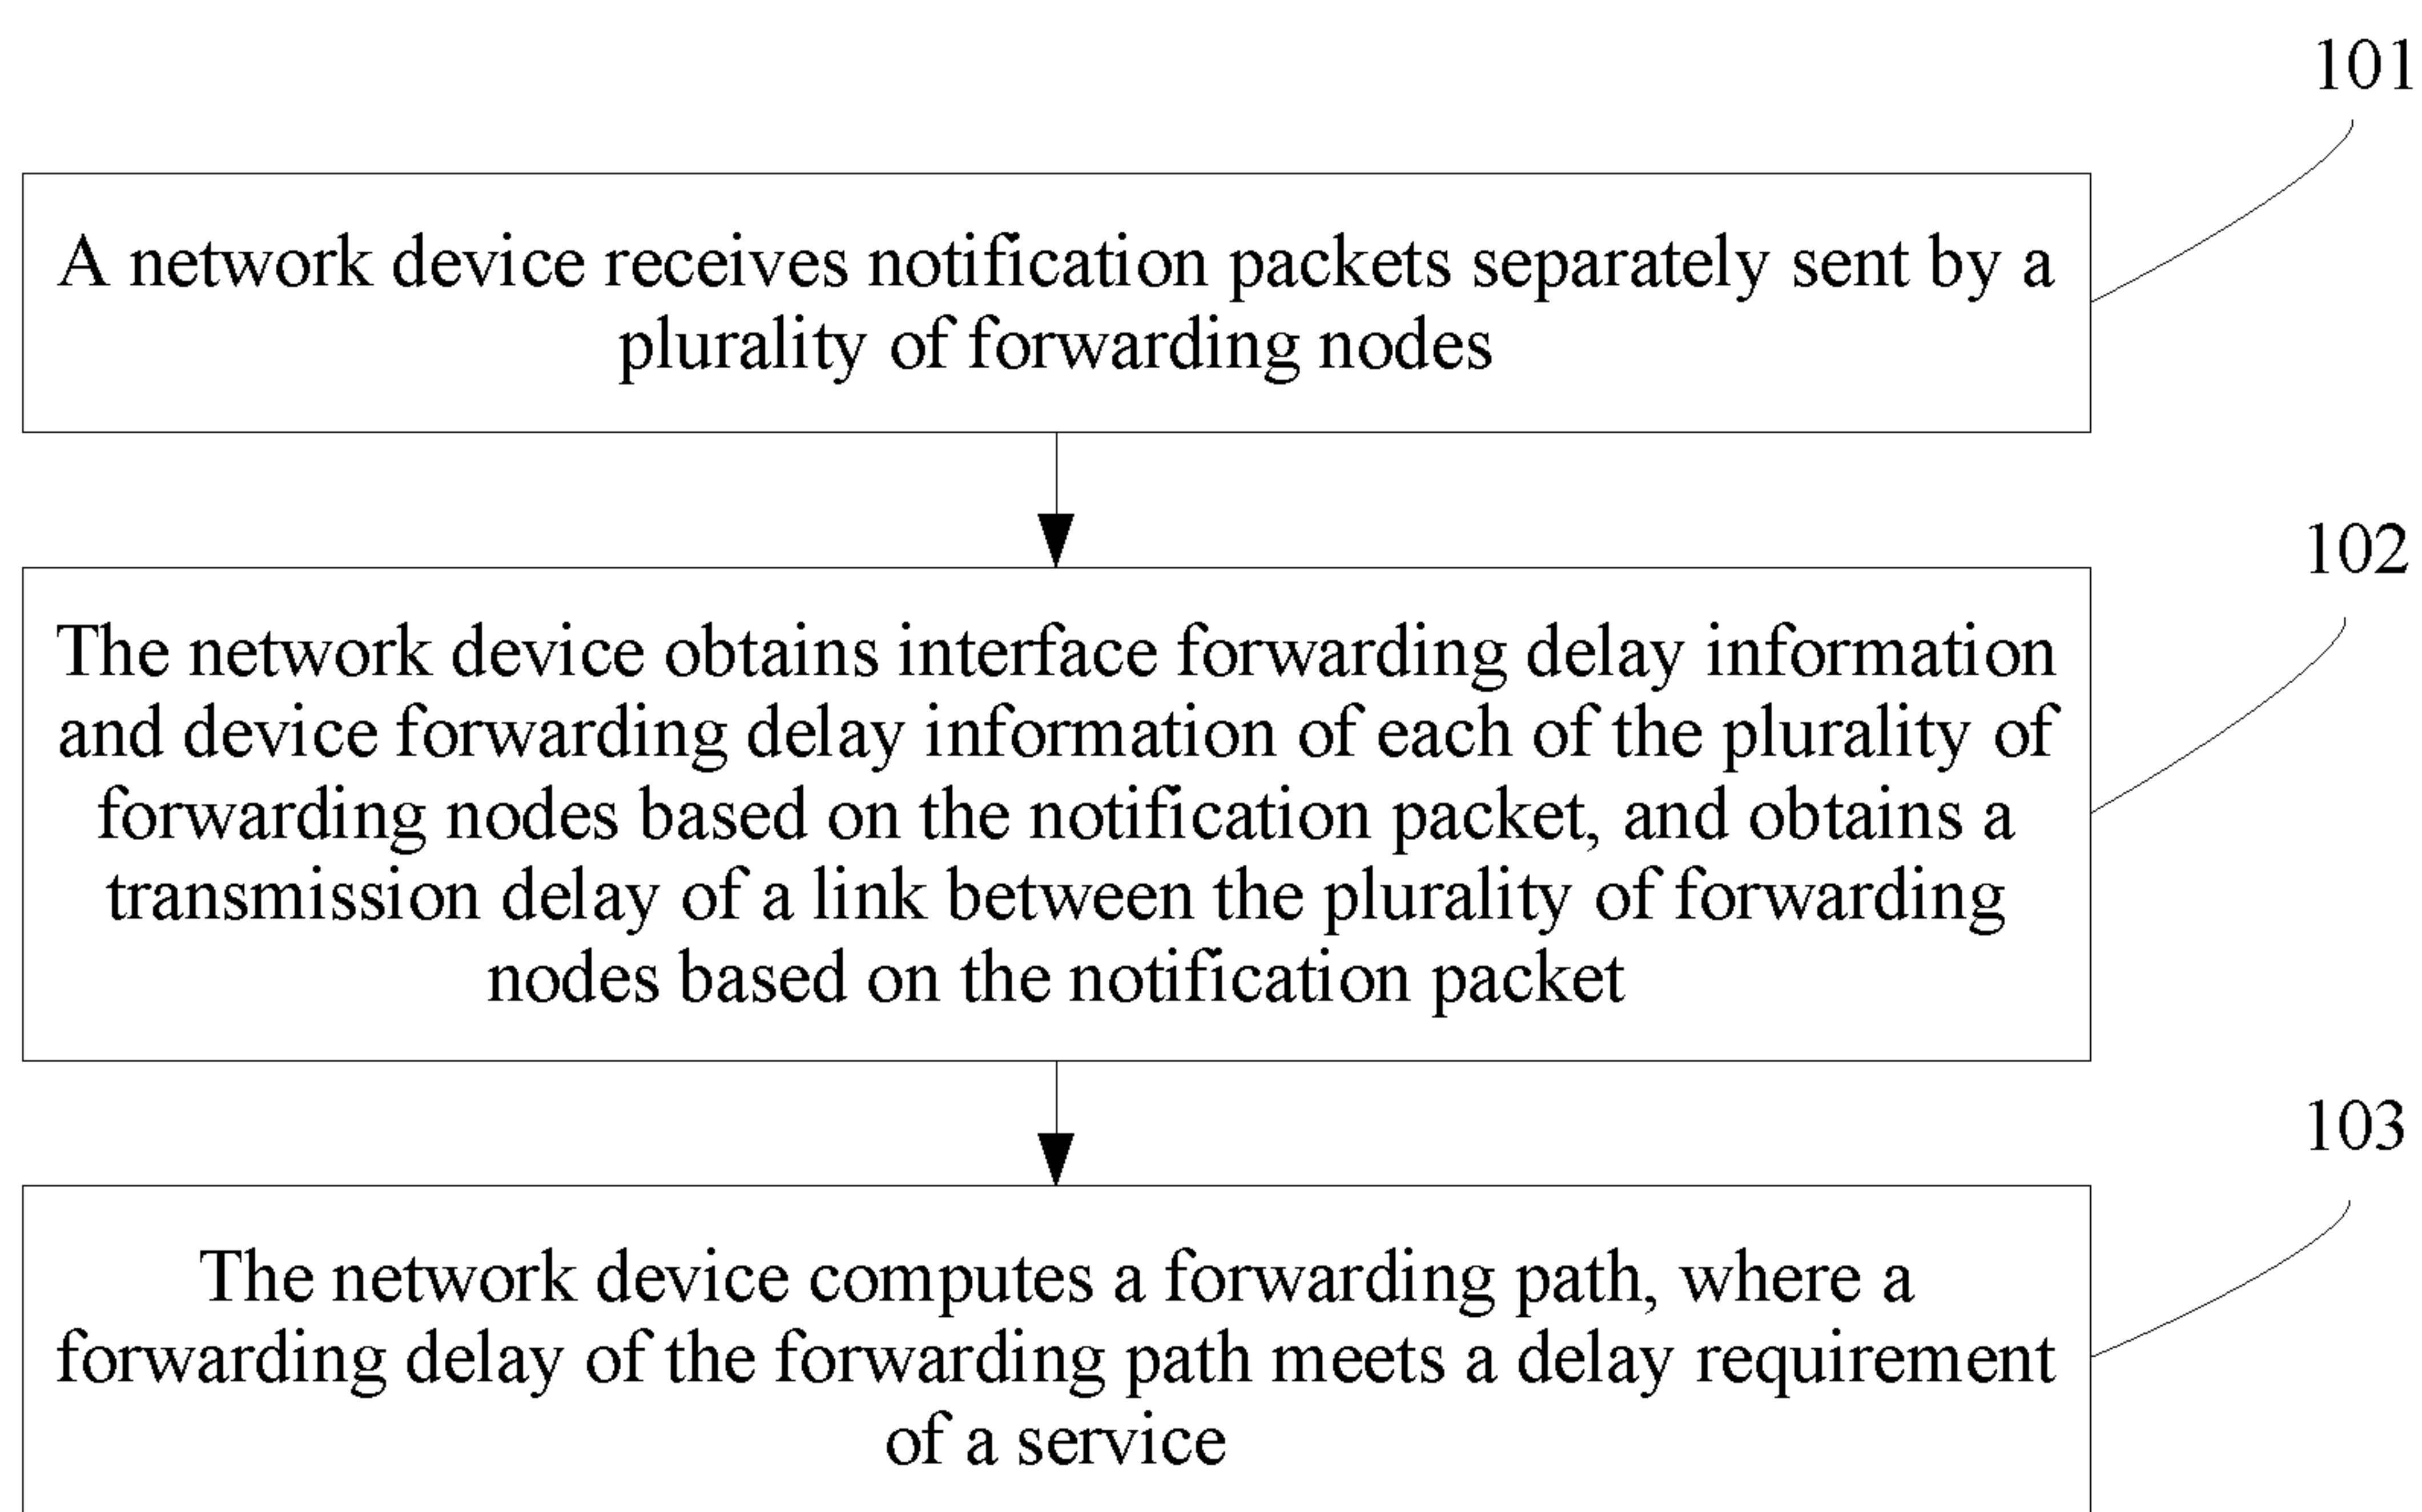 101
A network device receives notification packets separately sent by a
plurality of forwarding nodes
102
The network device obtains interface forwarding delay information
and device forwarding delay information of each of the plurality of
forwarding nodes based on the notification packet, and obtains a
transmission delay of a link between the plurality of forwarding
nodes based on the notification packet
103
The network device computes a forwarding path, where a
forwarding delay of the forwarding path meets a delay requirement
of a service